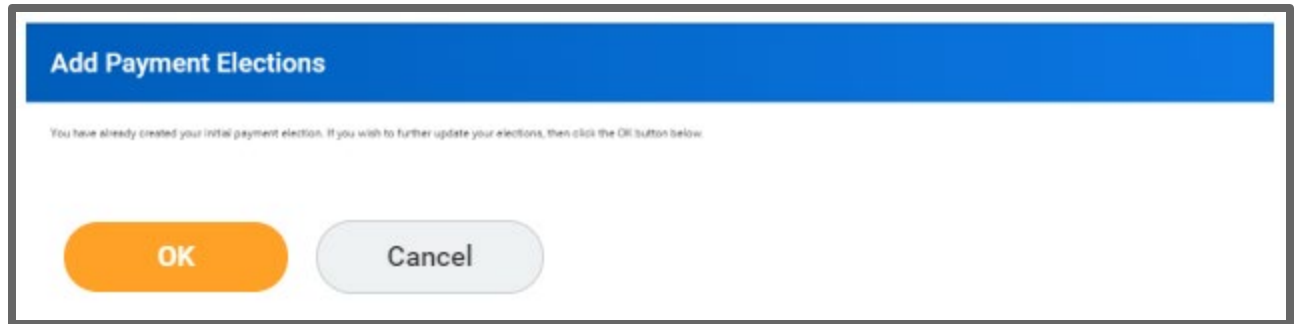 Add Payment Elections
You have already created your initial payment election. If you wish to further update your elections, then click the OK button below.
OK
Cancel